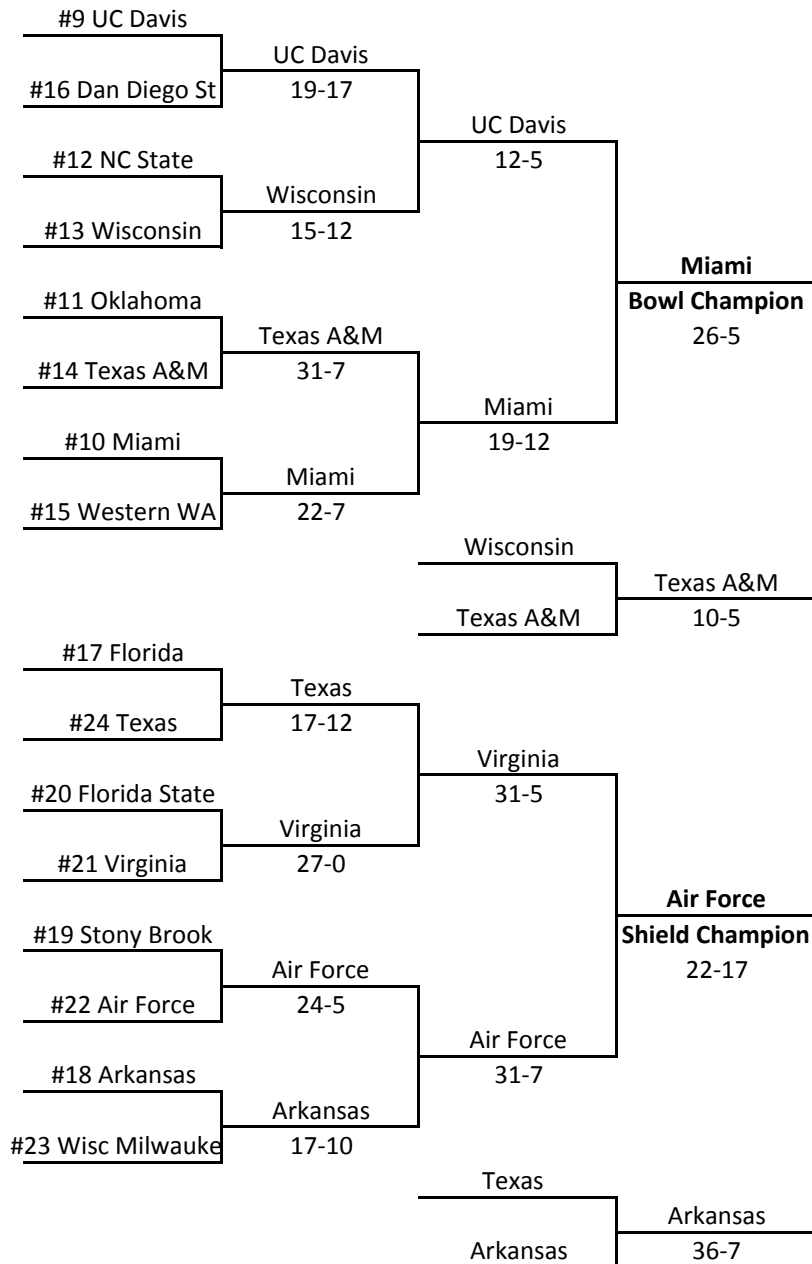 #9 UC Davis
UC Davis
#16 Dan Diego St
19-17
UC Davis
#12 NC State
12-5
Wisconsin
#13 Wisconsin
15-12
Miami
#11 Oklahoma
Bowl Champion
Texas A&M
26-5
#14 Texas A&M
31-7
Miami
#10 Miami
19-12
Miami
#15 Western WA
22-7
Wisconsin
Texas A&M
Texas A&M
10-5
#17 Florida
Texas
#24 Texas
17-12
Virginia
#20 Florida State
31-5
Virginia
#21 Virginia
27-0
Air Force
#19 Stony Brook
Shield Champion
Air Force
22-17
#22 Air Force
24-5
Air Force
#18 Arkansas
31-7
Arkansas
#23 Wisc Milwauke
17-10
Texas
Arkansas
Arkansas
36-7